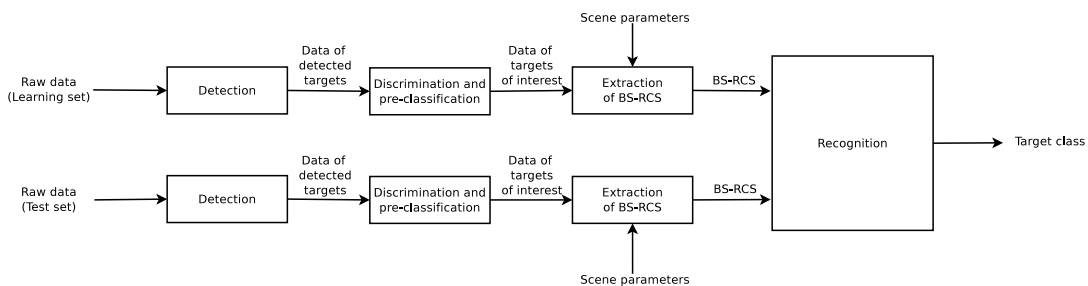 Scene parameters
Raw data
(Learning set)
Detection
Data of
detected
targets
Discrimination and
pre-classification
Data of
targets
of interest
Extraction
of BS-RCS
BS-RCS
Recognition
Target class
Raw data
(Test set)
Detection
Data of
detected
targets
Discrimination and
pre-classification
Data of
targets
of interest
Extraction
of BS-RCS
BS-RCS
Scene parameters